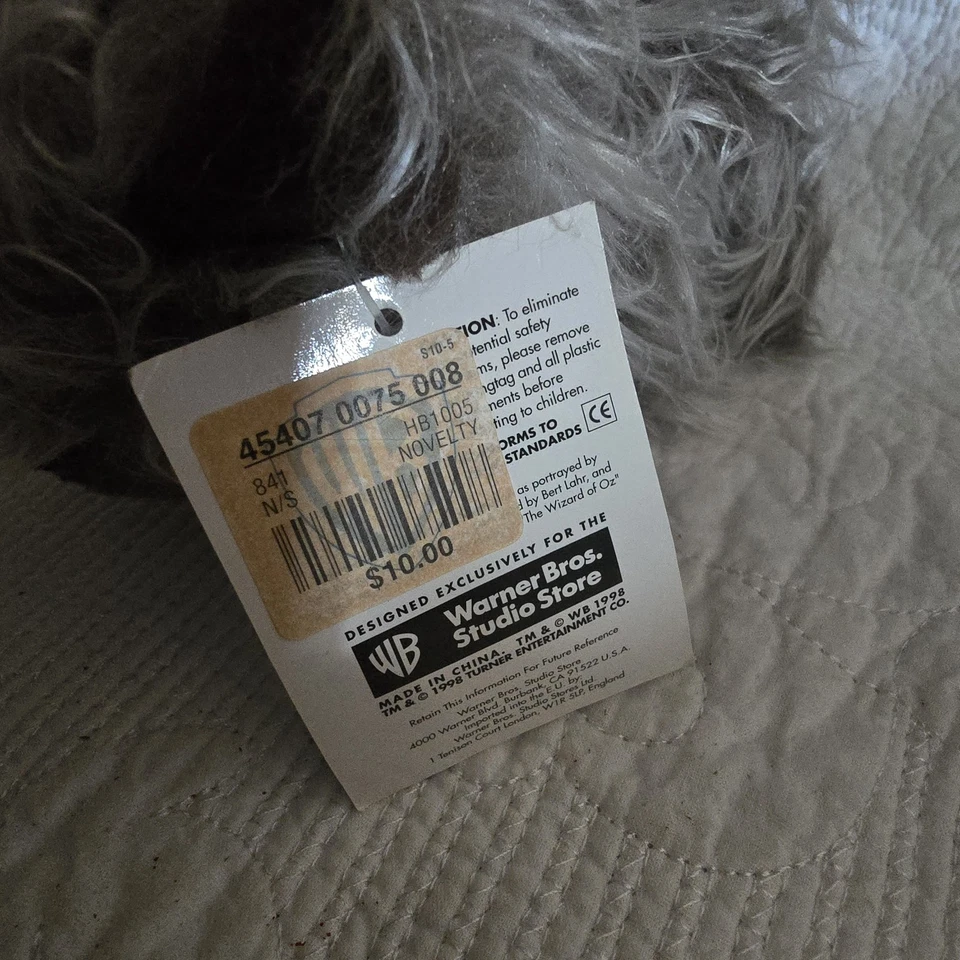 S10-5
45407 0075 008
841 HB1005
N/S NOVELTY
$10.00
ION: To eliminate
tential safety
ms, please remove
ngtag and all plastic
ments before
ting to children.
ORMS TO
STANDARDS CE
as portrayed by
d by Bert Lahr, and
The Wizard of Oz"
DESIGNED EXCLUSIVELY FOR THE
WB Warner Bros.
Studio Store
MADE IN CHINA. TM & © WB 1998
TM & © 1998 TURNER ENTERTAINMENT CO.
Retain This Information For Future Reference
Warner Bros. Studio Store
4000 Warner Blvd. Burbank, CA 91522 U.S.A.
Imported into the E.U. by:
Warner Bros. Studio Stores Ltd
1 Tenison Court London, W1R 5LP, England